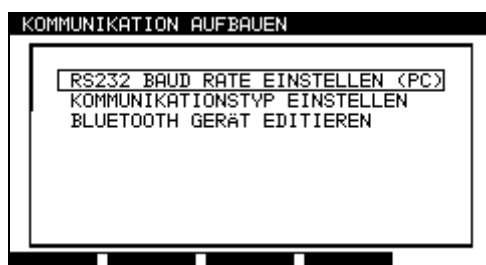 KOMMUNIKATION AUFBAUEN
RS232 BAUD RATE EINSTELLEN (PC)
KOMMUNIKATIONSTYP EINSTELLEN
BLUETOOTH GERäT EDITIEREN